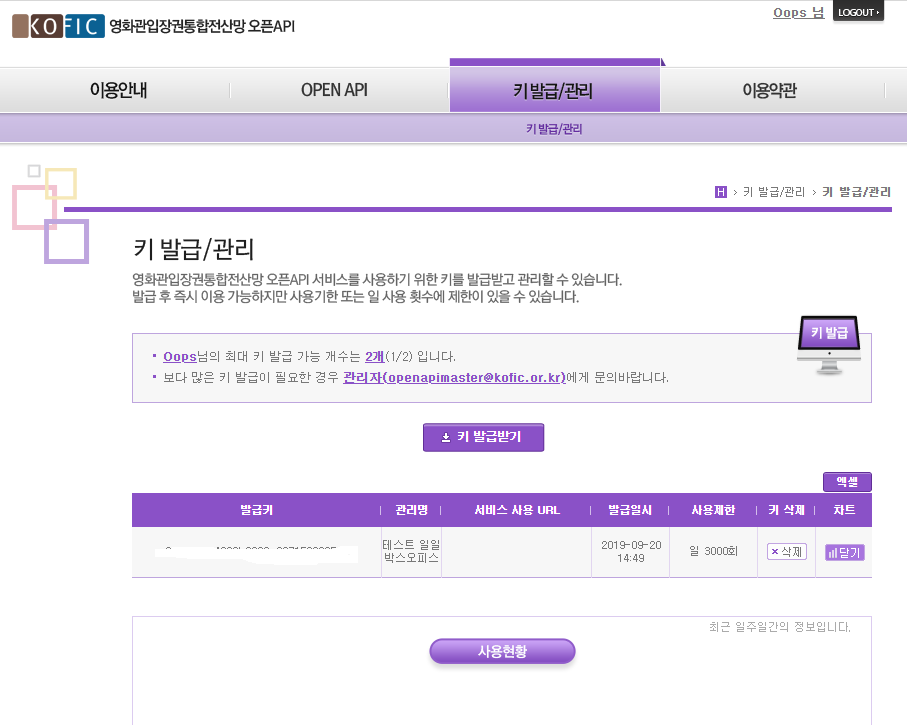 Oops 님
LOGOUT
KOFIC 영화관입장권통합전산망 오픈API
이용안내
OPEN API
키 발급/관리
이용약관
키 발급/관리
H > 키 발급/관리 > 키 발급/관리
키 발급/관리
영화관입장권통합전산망 오픈API 서비스를 사용하기 위한 키를 발급받고 관리할 수 있습니다.
발급 후 즉시 이용 가능하지만 사용기한 또는 일 사용 횟수에 제한이 있을 수 있습니다.
키 발급
• Oops님의 최대 키 발급 가능 개수는 2개(1/2) 입니다.
• 보다 많은 키 발급이 필요한 경우 관리자(openapimaster@kofic.or.kr)에게 문의바랍니다.
키 발급받기
엑셀
발급키 | 관리명 | 서비스 사용 URL | 발급일시 | 사용제한 | 키 삭제 | 차트
테스트 일일
박스오피스
2019-09-20
14:49
일 3000회
× 삭제
닫기
최근 일주일간의 정보입니다.
사용현황